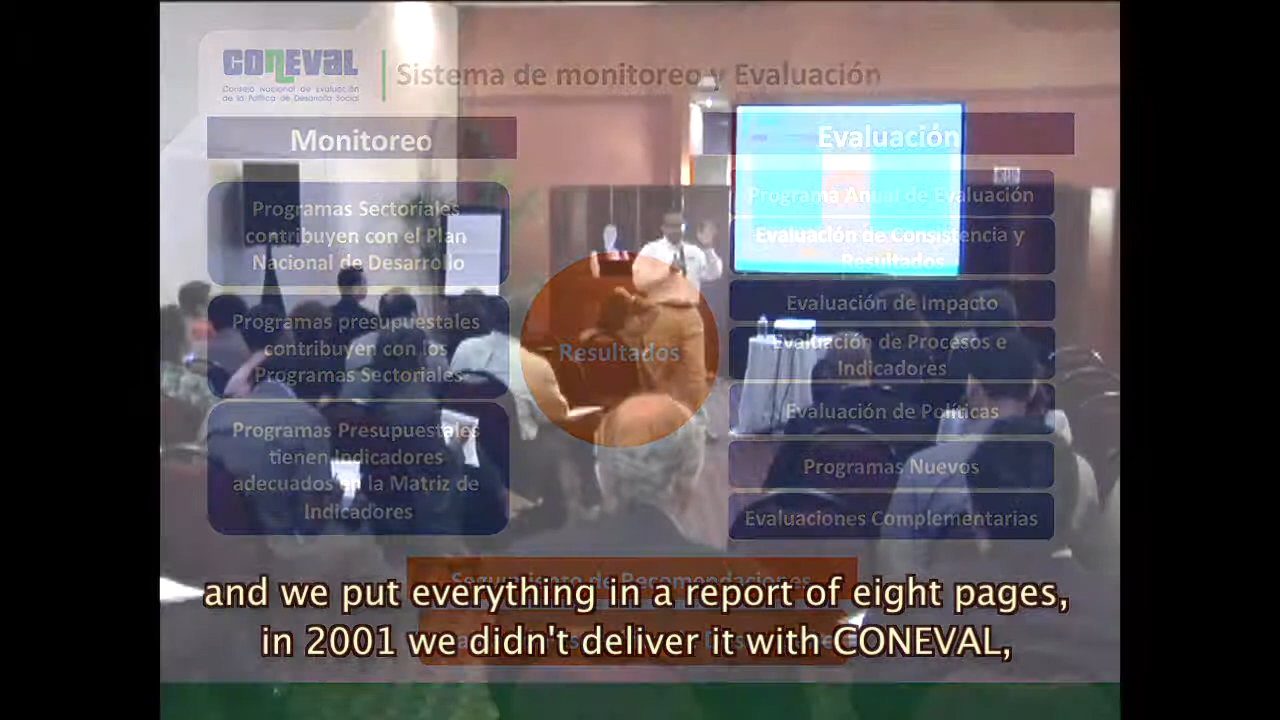 CONEVAL
Consejo Nacional de Evaluación
de la Política de Desarrollo Social
Sistema de monitoreo y Evaluación
Monitoreo
Programas Sectoriales
contribuyen con el Plan
Nacional de Desarrollo
Programas presupuestales
contribuyen con los
Programas Sectoriales
Programas Presupuestales
tienen Indicadores
adecuados en la Matriz de
Indicadores
Resultados
Evaluación
Programa Anual de Evaluación
Evaluación de Consistencia y
Resultados
Evaluación de Impacto
Evaluación de Procesos e
Indicadores
Evaluación de Políticas
Programas Nuevos
Evaluaciones Complementarias
Seguimiento de Recomendaciones
and we put everything in a report of eight pages,
in 2001 we didn't deliver it with CONEVAL,